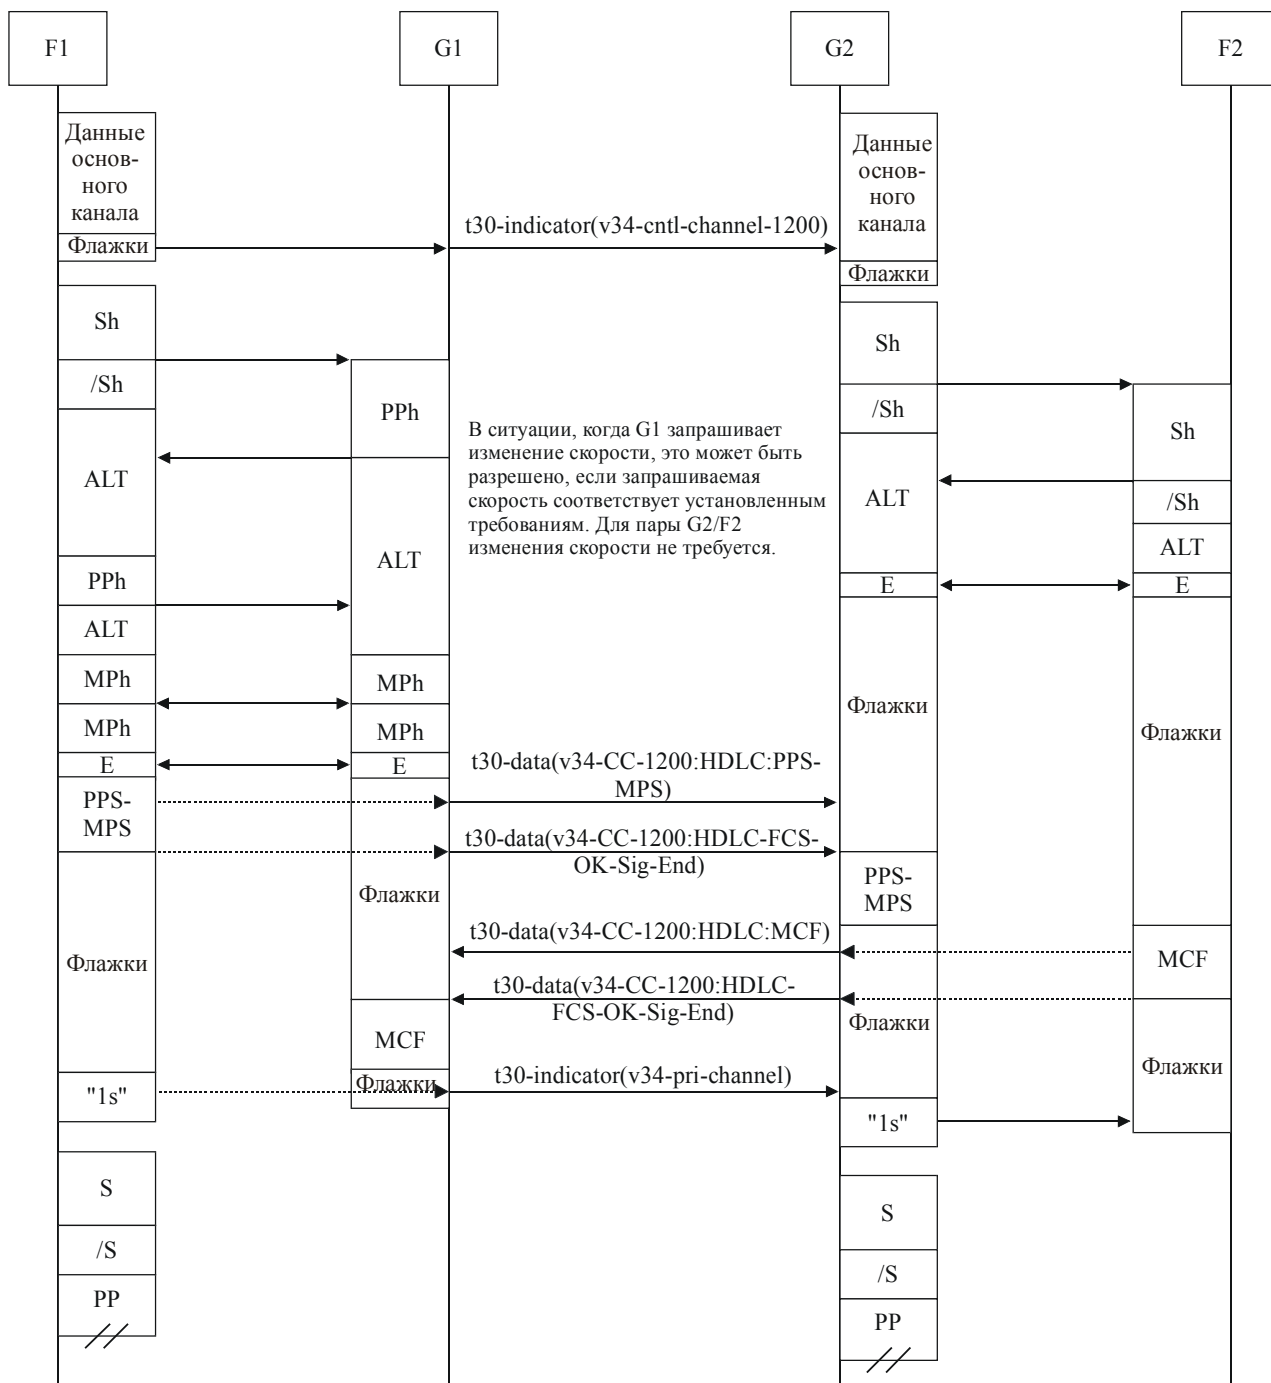 F1
G1
G2
F2
Данные
основ-
ного
канала
Флажки
t30-indicator(v34-cntl-channel-1200)
Данные
основ-
ного
канала
Флажки
Sh
/Sh
ALT
PPh
ALT
MPh
MPh
E
PPS-
MPS
Флажки
"1s"
S
/S
PP
PPh
ALT
MPh
MPh
E
Флажки
MCF
Флажки
В ситуации, когда G1 запрашивает
изменение скорости, это может быть
разрешено, если запрашиваемая
скорость соответствует установленным
требованиям. Для пары G2/F2
изменения скорости не требуется.
t30-data(v34-CC-1200:HDLC:PPS-
MPS)
t30-data(v34-CC-1200:HDLC-FCS-
OK-Sig-End)
t30-data(v34-CC-1200:HDLC:MCF)
t30-data(v34-CC-1200:HDLC-
FCS-OK-Sig-End)
t30-indicator(v34-pri-channel)
Sh
/Sh
ALT
E
Флажки
PPS-
MPS
Флажки
"1s"
S
/S
PP
Sh
/Sh
ALT
E
Флажки
MCF
Флажки